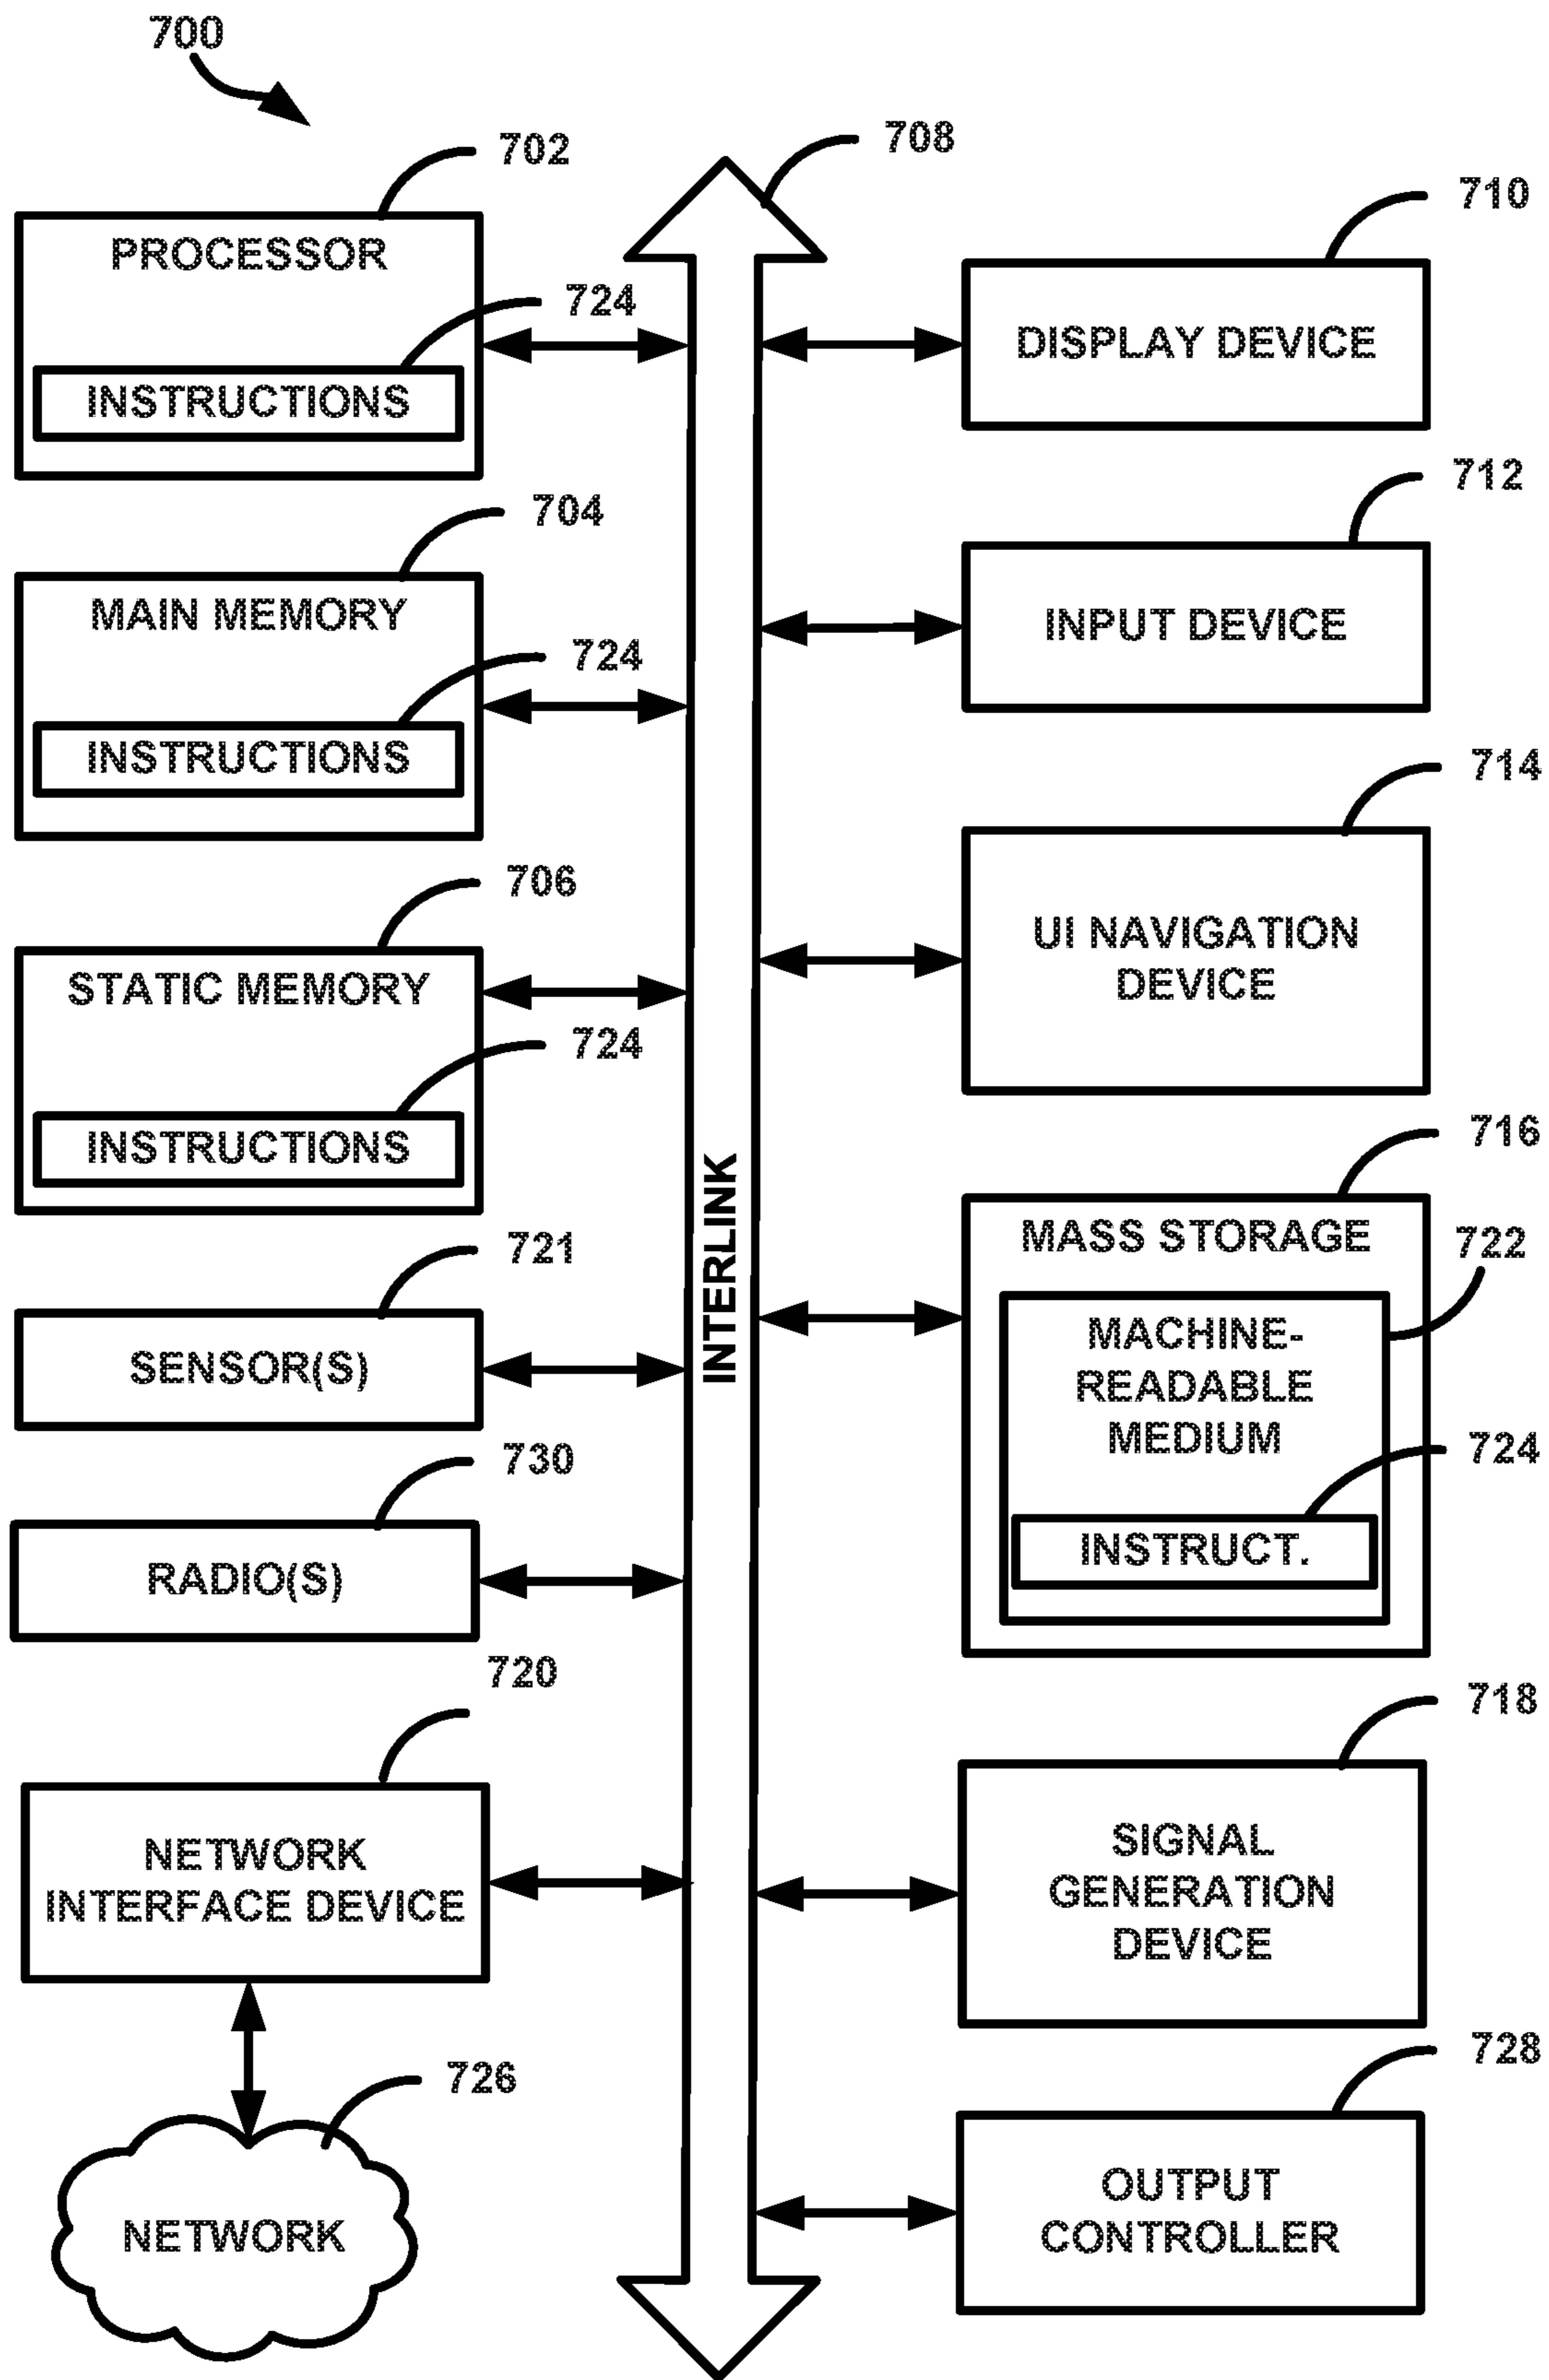 700
702
PROCESSOR
724
INSTRUCTIONS
704
MAIN MEMORY
724
INSTRUCTIONS
706
STATIC MEMORY
724
INSTRUCTIONS
721
SENSOR(S)
730
RADIO(S)
720
NETWORK
INTERFACE DEVICE
726
NETWORK
708
INTERLINK
710
DISPLAY DEVICE
712
INPUT DEVICE
714
UI NAVIGATION
DEVICE
716
MASS STORAGE
722
MACHINE-
READABLE
MEDIUM
724
INSTRUCT.
718
SIGNAL
GENERATION
DEVICE
728
OUTPUT
CONTROLLER